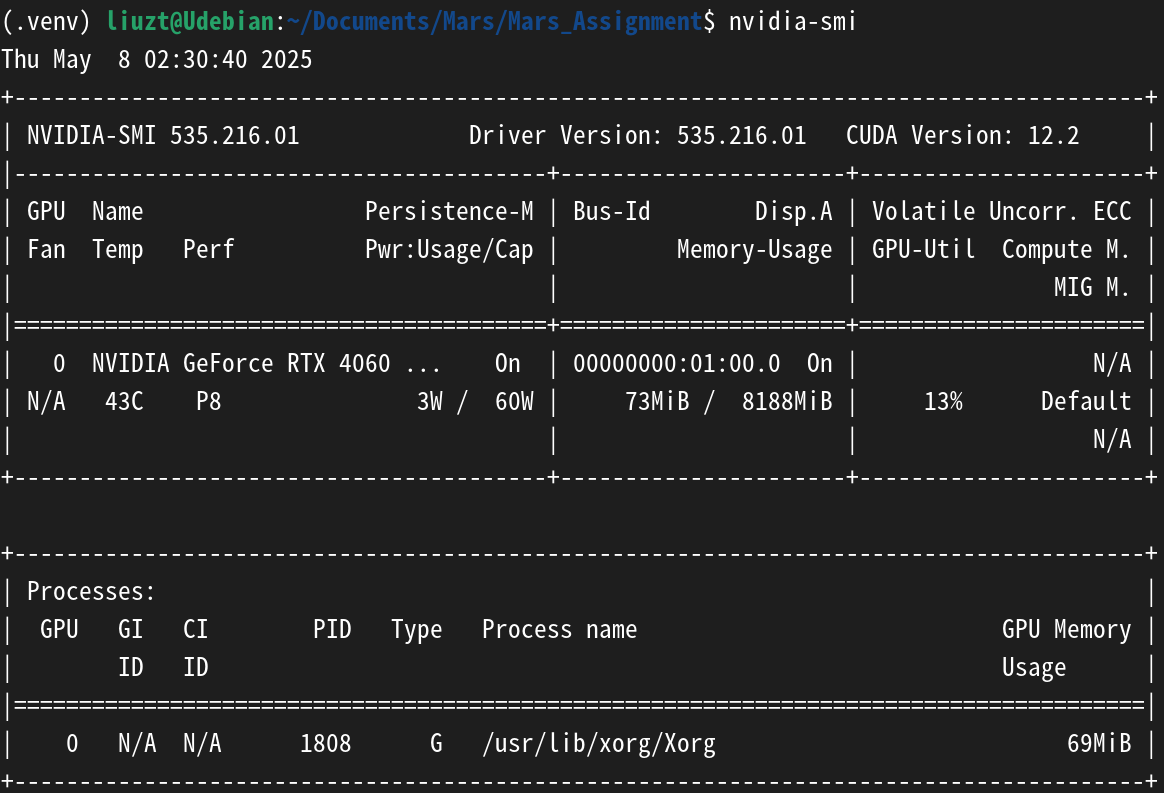 (.venv) liuzt@Udebian:~/Documents/Mars/Mars_Assignment$ nvidia-smi
Thu May  8 02:30:40 2025
+---------------------------------------------------------------------------------------+
| NVIDIA-SMI 535.216.01             Driver Version: 535.216.01   CUDA Version: 12.2     |
|-----------------------------------------+----------------------+----------------------+
| GPU  Name                 Persistence-M | Bus-Id        Disp.A | Volatile Uncorr. ECC |
| Fan  Temp   Perf          Pwr:Usage/Cap |         Memory-Usage | GPU-Util  Compute M. |
|                                         |                      |               MIG M. |
|=========================================+======================+======================|
|   0  NVIDIA GeForce RTX 4060 ...    On  | 00000000:01:00.0  On |                  N/A |
| N/A   43C    P8               3W /  60W |     73MiB /  8188MiB |     13%      Default |
|                                         |                      |                  N/A |
+-----------------------------------------+----------------------+----------------------+

+---------------------------------------------------------------------------------------+
| Processes:                                                                            |
|  GPU   GI   CI        PID   Type   Process name                            GPU Memory |
|        ID   ID                                                             Usage      |
|=======================================================================================|
|    0   N/A  N/A      1808      G   /usr/lib/xorg/Xorg                           69MiB |
+---------------------------------------------------------------------------------------+